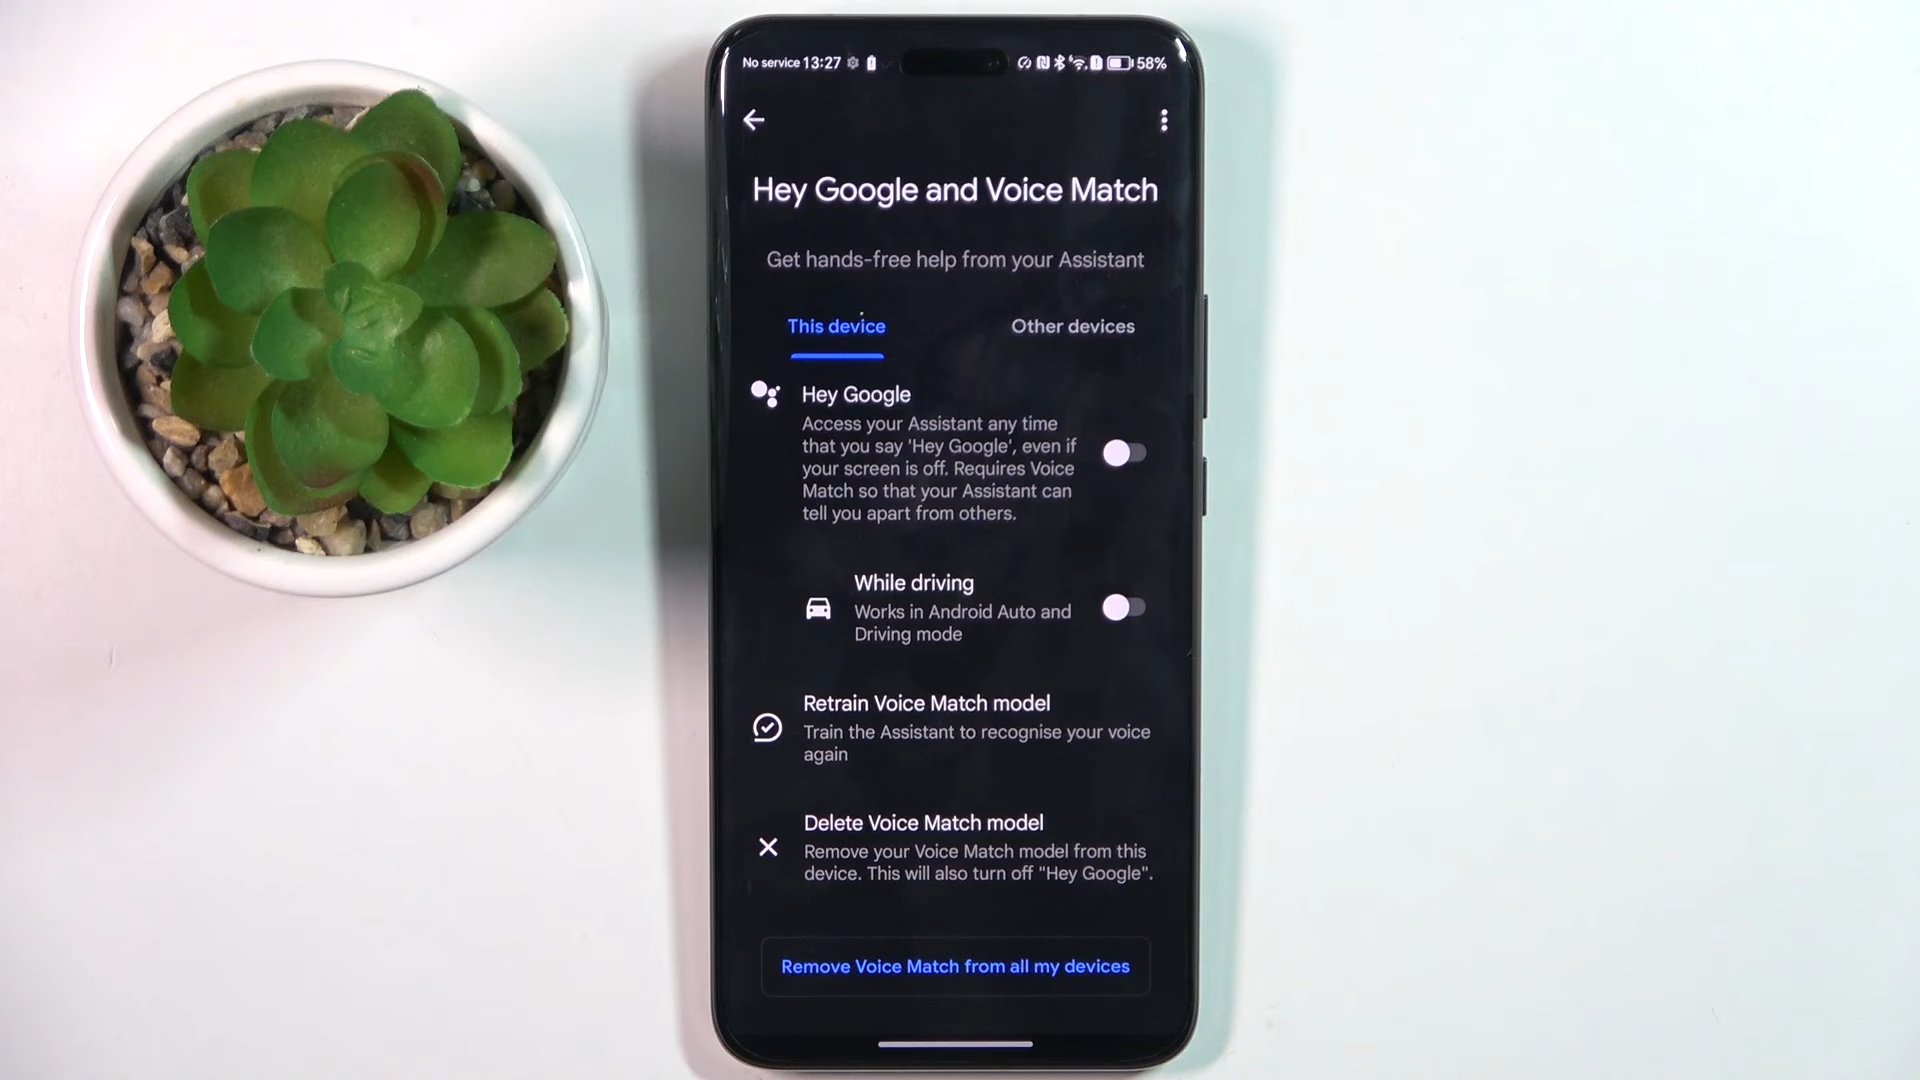 No service 13:27 58%
Hey Google and Voice Match
Get hands-free help from your Assistant
This device Other devices
Hey Google
Access your Assistant any time
that you say 'Hey Google', even if
your screen is off. Requires Voice
Match so that your Assistant can
tell you apart from others.
While driving
Works in Android Auto and
Driving mode
Retrain Voice Match model
Train the Assistant to recognise your voice
again
Delete Voice Match model
Remove your Voice Match model from this
device. This will also turn off "Hey Google".
Remove Voice Match from all my devices